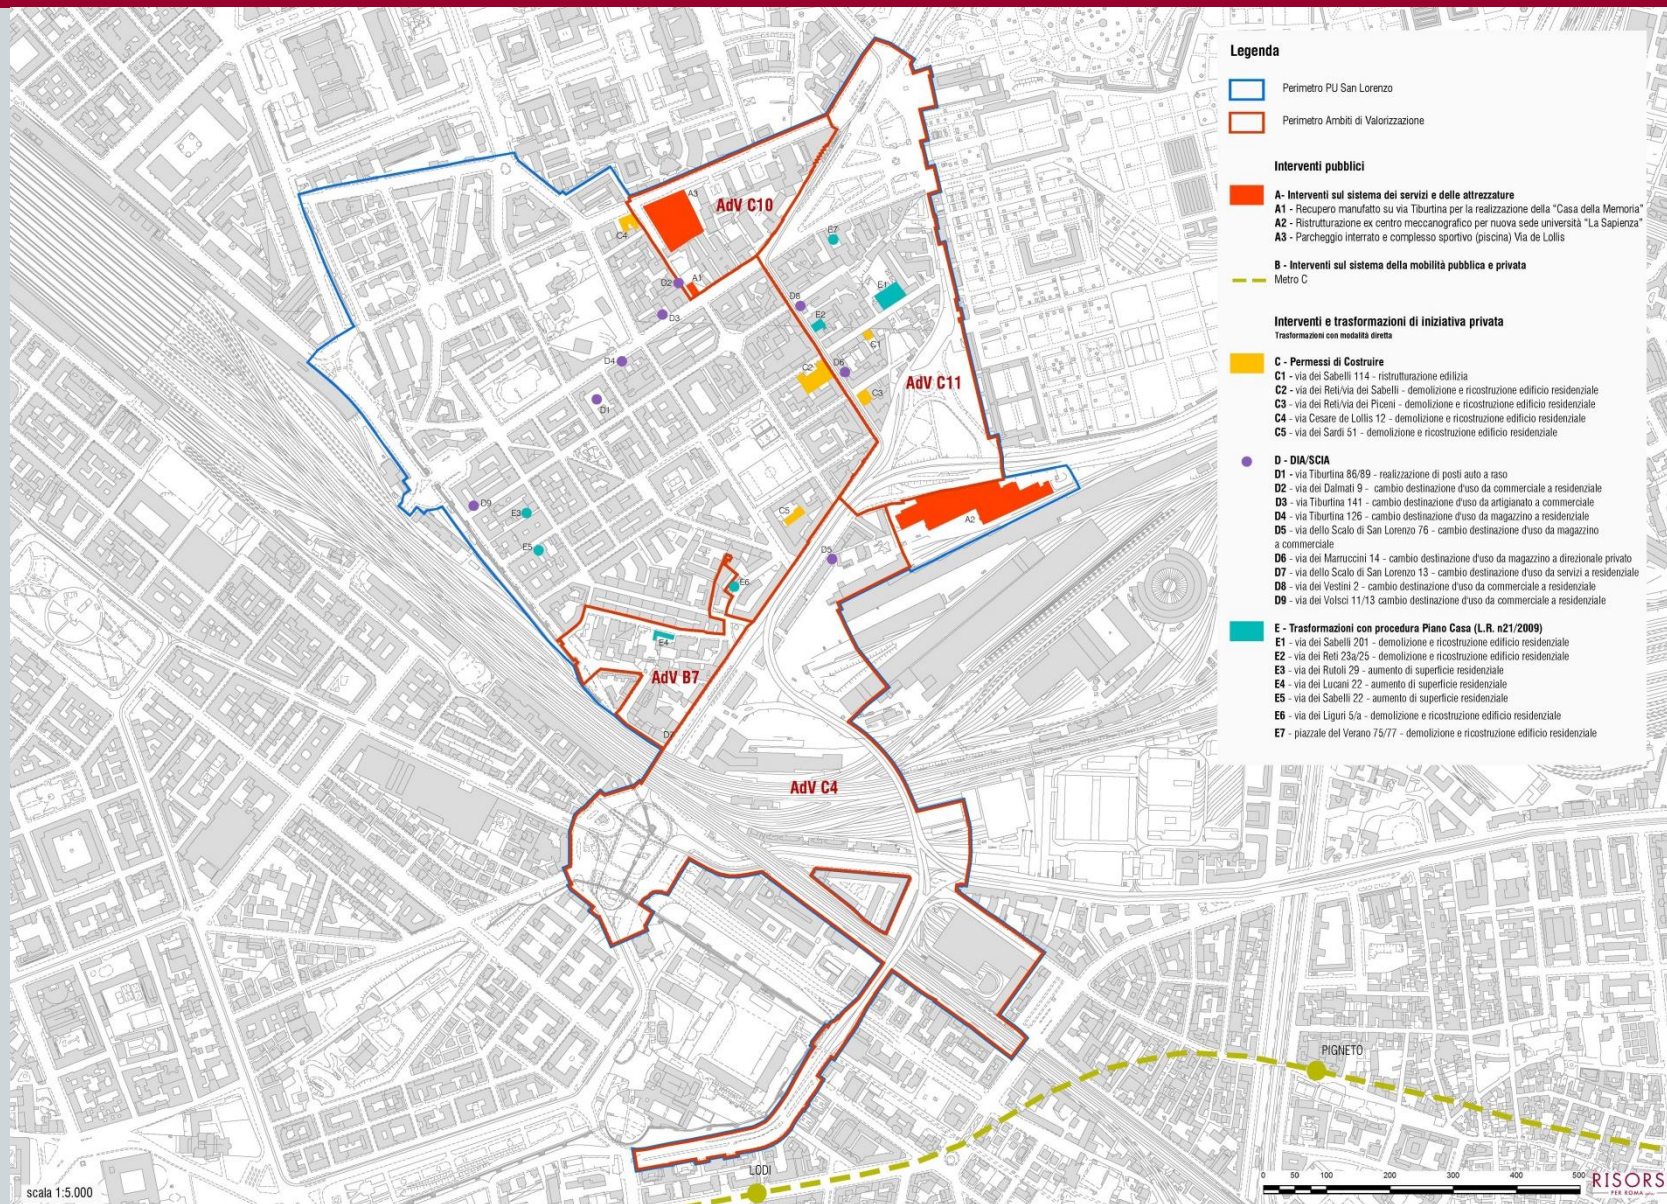 Legenda
Perimetro PU San Lorenzo
Perimetro Ambiti di Valorizzazione
Interventi pubblici
A- Interventi sul sistema dei servizi e delle attrezzature
A1 - Recupero manufatto su via Tiburtina per la realizzazione della "Casa della Memoria"
A2 - Ristrutturazione ex centro meccanografico per nuova sede università "La Sapienza"
A3 - Parcheggio interrato e complesso sportivo (piscina) Via de Lollis
B - Interventi sul sistema della mobilità pubblica e privata
Metro C
Interventi e trasformazioni di iniziativa privata
Trasformazioni con modalità diretta
C - Permessi di Costruire
C1 - via dei Sabelli 114 - ristrutturazione edilizia
C2 - via dei Reti/via dei Sabelli - demolizione e ricostruzione edificio residenziale
C3 - via dei Reti/via dei Piceni - demolizione e ricostruzione edificio residenziale
C4 - via Cesare de Lollis 12 - demolizione e ricostruzione edificio residenziale
C5 - via dei Sardi 51 - demolizione e ricostruzione edificio residenziale
D - DIA/SCIA
D1 - via Tiburtina 86/89 - realizzazione di posti auto a raso
D2 - via dei Dalmati 9 - cambio destinazione d'uso da commerciale a residenziale
D3 - via Tiburtina 141 - cambio destinazione d'uso da artigianato a commerciale
D4 - via Tiburtina 126 - cambio destinazione d'uso da magazzino a residenziale
D5 - via dello Scalo di San Lorenzo 76 - cambio destinazione d'uso da magazzino
a commerciale
D6 - via dei Marruccini 14 - cambio destinazione d'uso da magazzino a direzionale privato
D7 - via dello Scalo di San Lorenzo 13 - cambio destinazione d'uso da servizi a residenziale
D8 - via dei Vestini 2 - cambio destinazione d'uso da commerciale a residenziale
D9 - via dei Volsci 11/13 cambio destinazione d'uso da commerciale a residenziale
E - Trasformazioni con procedura Piano Casa (L.R. n21/2009)
E1 - via dei Sabelli 201 - demolizione e ricostruzione edificio residenziale
E2 - via dei Reti 23a/25 - demolizione e ricostruzione edificio residenziale
E3 - via dei Rutoli 29 - aumento di superficie residenziale
E4 - via dei Lucani 22 - aumento di superficie residenziale
E5 - via dei Sabelli 22 - aumento di superficie residenziale
E6 - via dei Liguri 5/a - demolizione e ricostruzione edificio residenziale
E7 - piazzale del Verano 75/77 - demolizione e ricostruzione edificio residenziale
A3
AdV C10
C4
E7
A1
D2
E1
D8
D3
E2
C1
D4
C2
D6
AdV C11
C3
D1
D9
E3
C5
A2
E5
D5
E6
E4
AdV B7
D7
AdV C4
PIGNETO
LODI
scala 1:5.000
0 50 100 200 300 400 500
RISORS
PER ROMA